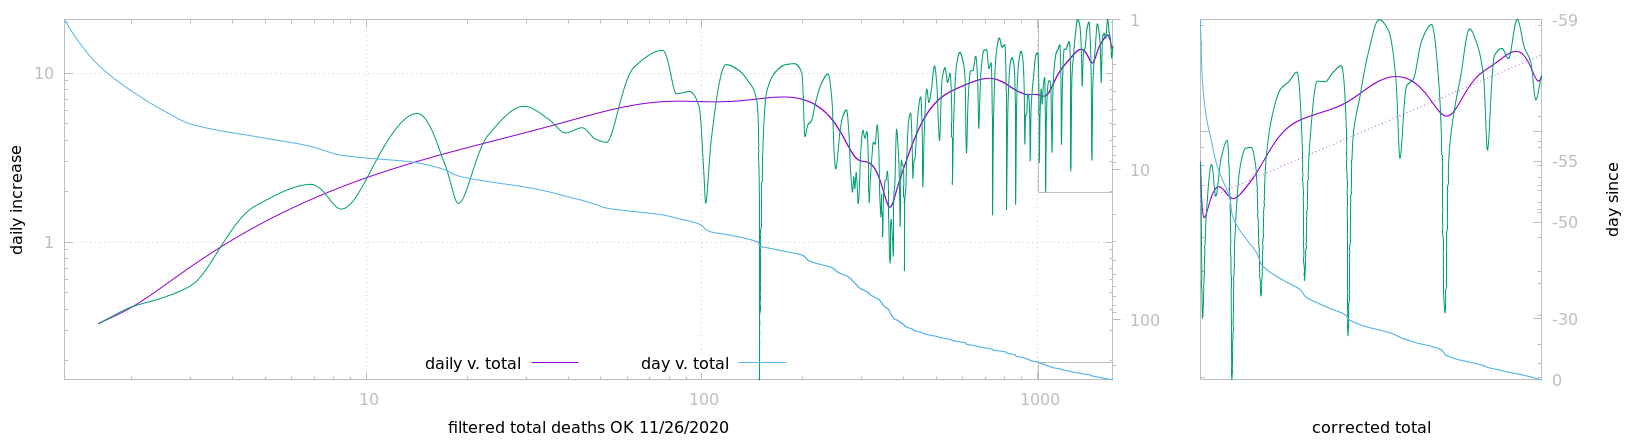 daily increase
10
1
10
100
1000
filtered total deaths OK 11/26/2020
daily v. total
day v. total
1
10
100
-59
-55
-50
-30
0
day since
corrected total